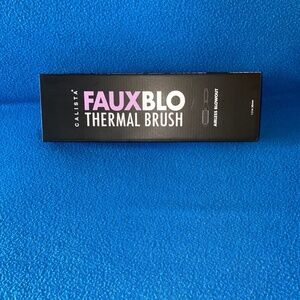 CALISTA
FAUXBLO
THERMAL BRUSH
AIRLESS BLOWOUT